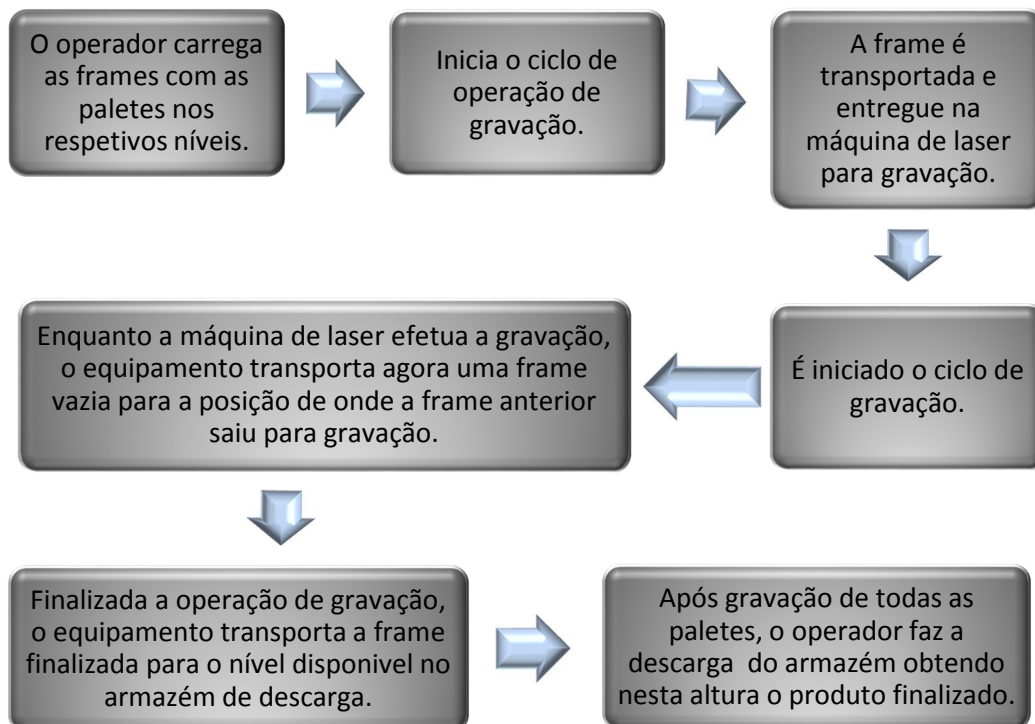 O operador carrega
as frames com as
paletes nos
respetivos níveis.
Inicia o ciclo de
operação de
gravação.
A frame é
transportada e
entregue na
máquina de laser
para gravação.
É iniciado o ciclo de
gravação.
Enquanto a máquina de laser efetua a gravação,
o equipamento transporta agora uma frame
vazia para a posição de onde a frame anterior
saiu para gravação.
Finalizada a operação de gravação,
o equipamento transporta a frame
finalizada para o nível disponivel no
armazém de descarga.
Após gravação de todas as
paletes, o operador faz a
descarga do armazém obtendo
nesta altura o produto finalizado.